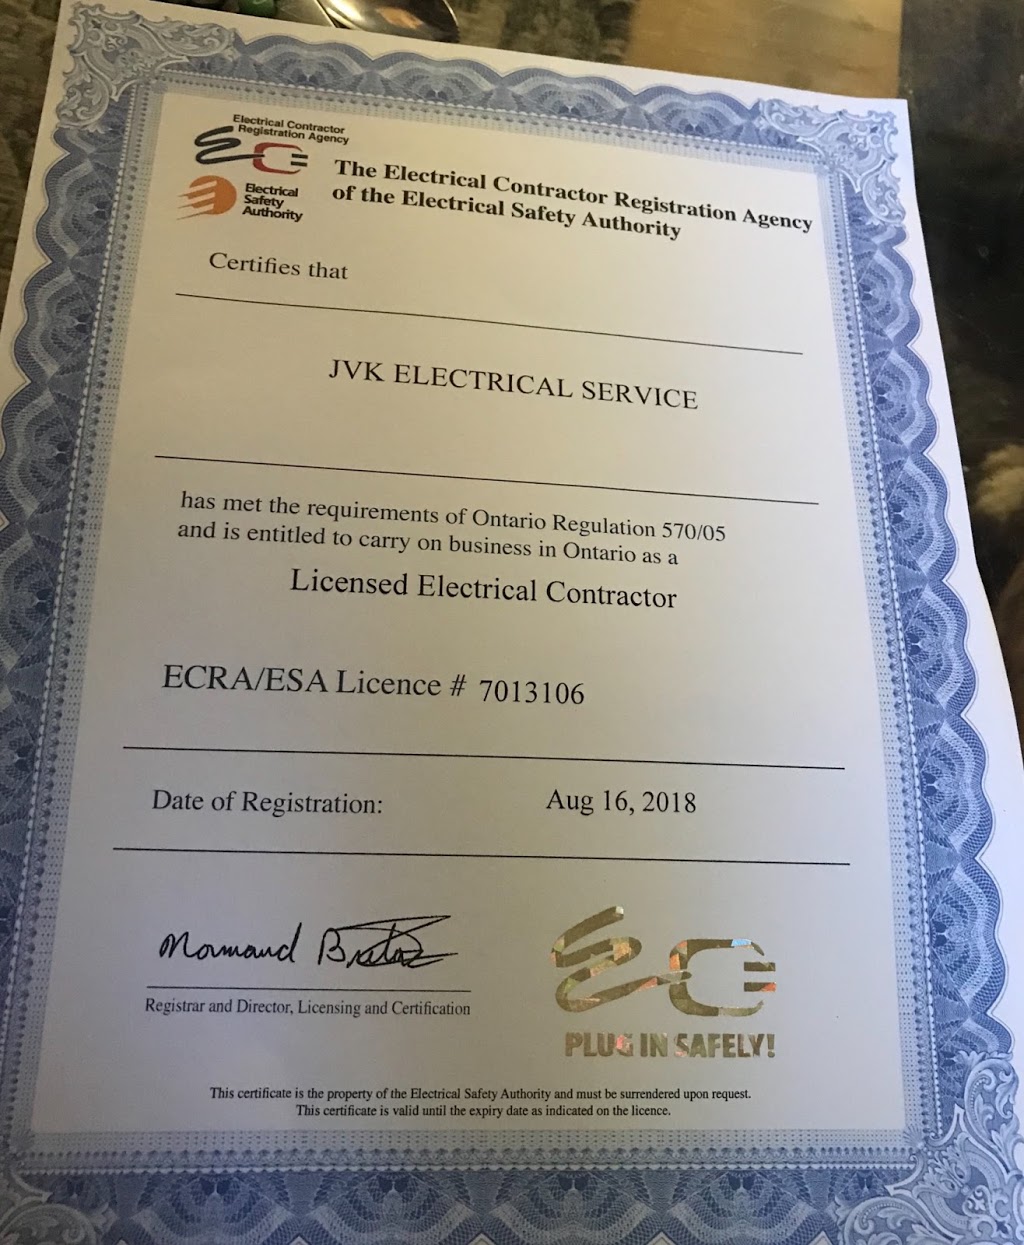 Electrical Contractor
Registration Agency
Electrical
Safety
Authority
The Electrical Contractor Registration Agency
of the Electrical Safety Authority
Certifies that
JVK ELECTRICAL SERVICE
has met the requirements of Ontario Regulation 570/05
and is entitled to carry on business in Ontario as a
Licensed Electrical Contractor
ECRA/ESA Licence # 7013106
Date of Registration: Aug 16, 2018
Normand
Registrar and Director, Licensing and Certification
PLUG IN SAFELY!
This certificate is the property of the Electrical Safety Authority and must be surrendered upon request.
This certificate is valid until the expiry date as indicated on the licence.